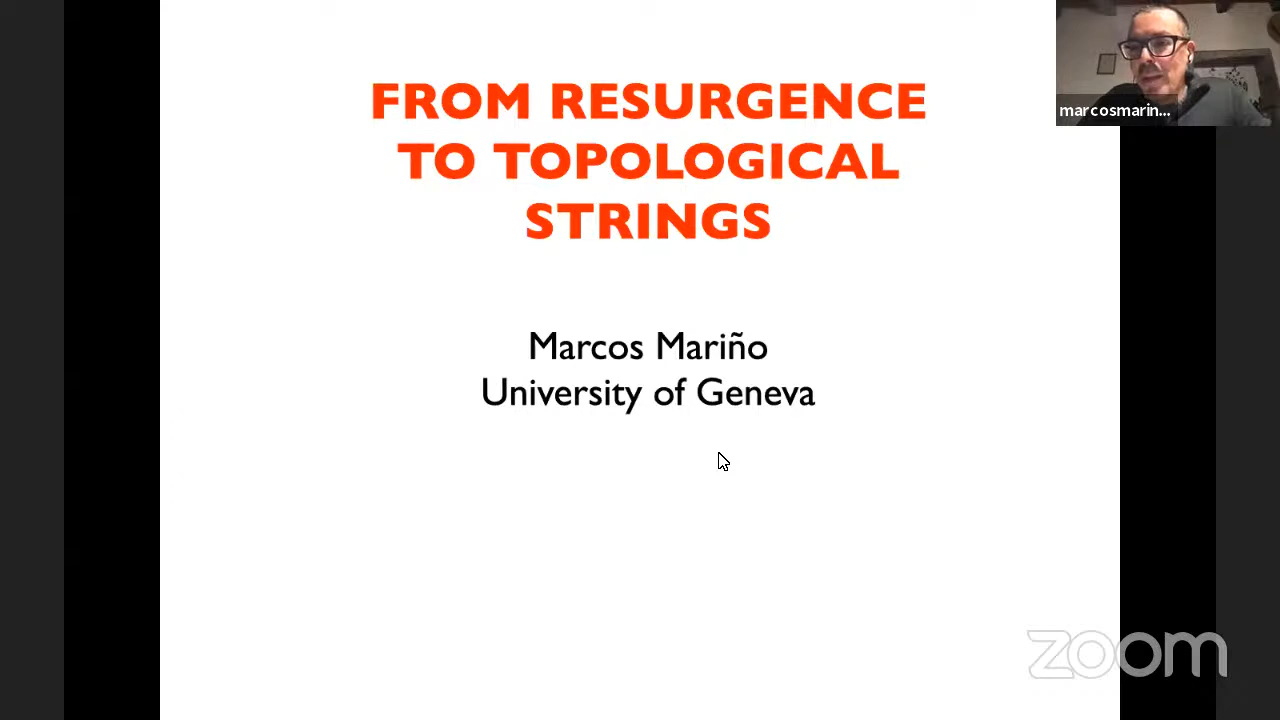 FROM RESURGENCE
TO TOPOLOGICAL
STRINGS
Marcos Mariño
University of Geneva
marcosmarin...
zoom